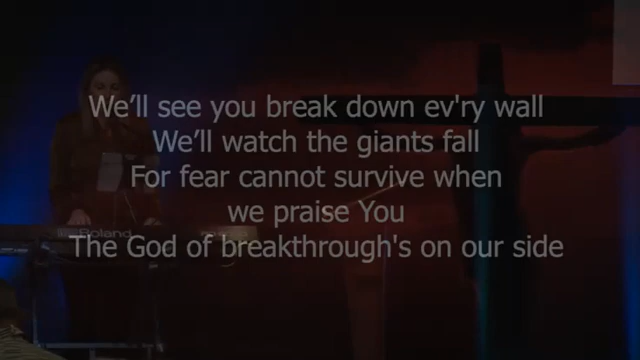 We’ll see you break down ev'ry wall
We’ll watch the giants fall
For fear cannot survive when
we praise You
Roland
The God of breakthrough's on our side